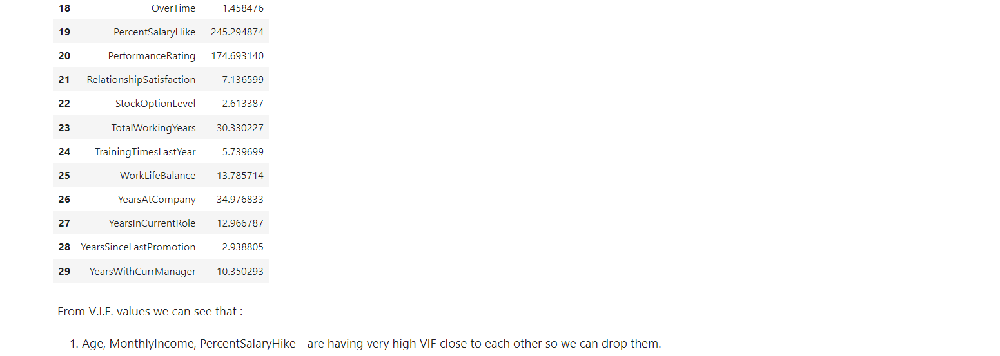 18 OverTime 1.458476
19 PercentSalaryHike 245.294874
20 PerformanceRating 174.693140
21 RelationshipSatisfaction 7.136599
22 StockOptionLevel 2.613387
23 TotalWorkingYears 30.330227
24 TrainingTimesLastYear 5.739699
25 WorkLifeBalance 13.785714
26 YearsAtCompany 34.976833
27 YearsInCurrentRole 12.966787
28 YearsSinceLastPromotion 2.938805
29 YearsWithCurrManager 10.350293
From V.I.F. values we can see that : -
1. Age, MonthlyIncome, PercentSalaryHike - are having very high VIF close to each other so we can drop them.